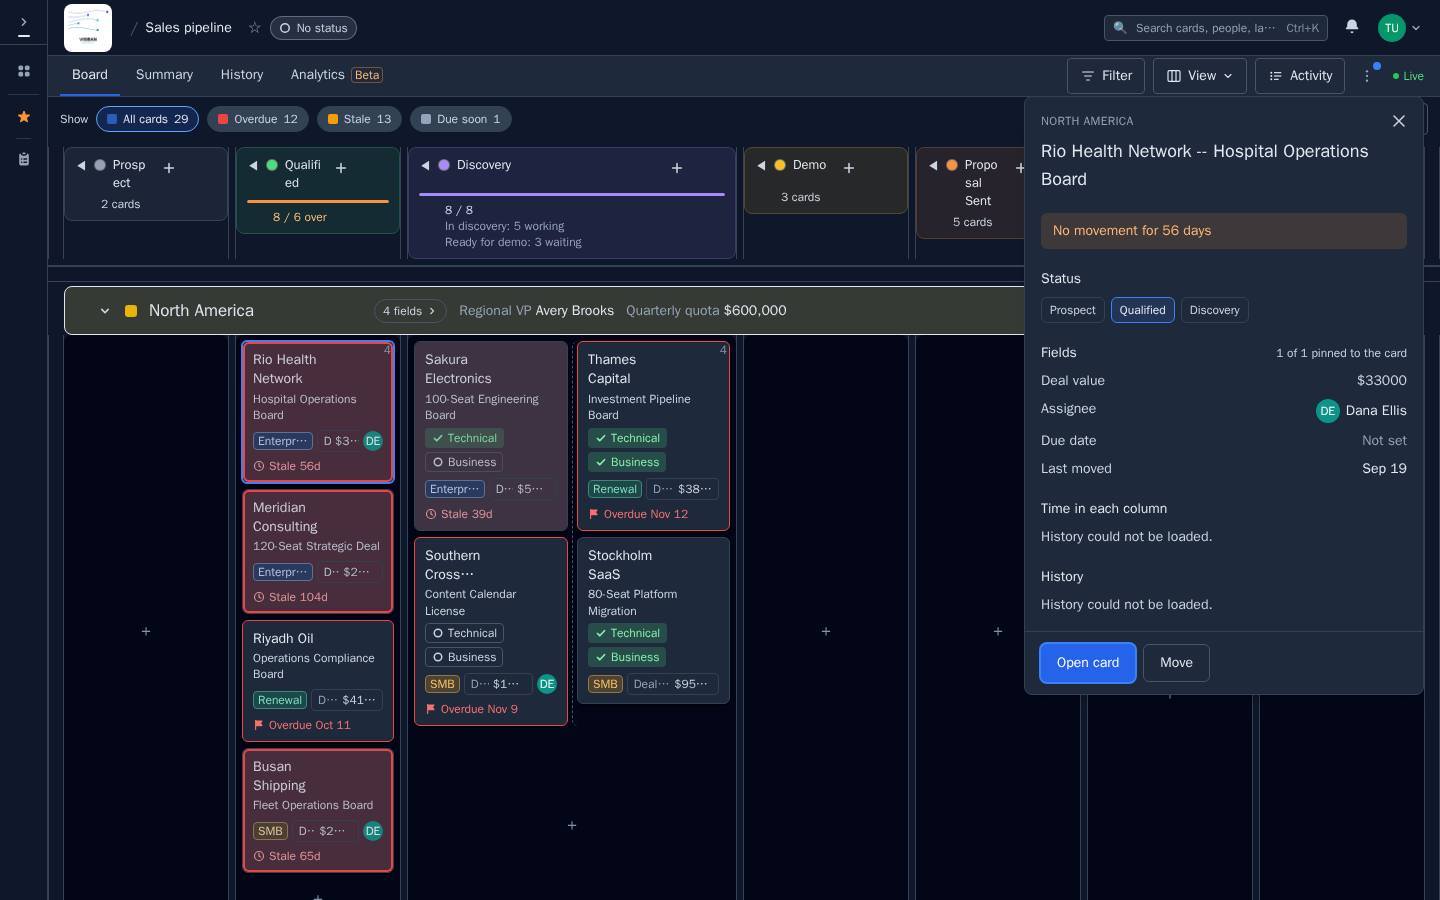 VISBAN
/ Sales pipeline
No status
Search cards, people, la··· Ctrl+K
TU
Board
Summary
History
Analytics Beta
Filter
View
Activity
Live
Show
All cards 29
Overdue 12
Stale 13
Due soon 1
Prosp
ect
2 cards
Qualifi
ed
8 / 6 over
Discovery
8 / 8
In discovery: 5 working
Ready for demo: 3 waiting
Demo
3 cards
Propo
sal
Sent
5 cards
North America
4 fields
Regional VP Avery Brooks
Quarterly quota $600,000
4
Rio Health
Network
Hospital Operations
Board
Enterpr···
D $3··
DE
Stale 56d
Meridian
Consulting
120-Seat Strategic Deal
Enterpr···
D·· $2···
Stale 104d
Riyadh Oil
Operations Compliance
Board
Renewal
D··· $41···
Overdue Oct 11
Busan
Shipping
Fleet Operations Board
SMB
D·· $2···
DE
Stale 65d
Sakura
Electronics
100-Seat Engineering
Board
Technical
Business
Enterpr···
D·· $5···
Stale 39d
Southern
Cross···
Content Calendar
License
Technical
Business
SMB
D··· $1···
DE
Overdue Nov 9
4
Thames
Capital
Investment Pipeline
Board
Technical
Business
Renewal
D··· $38···
Overdue Nov 12
Stockholm
SaaS
80-Seat Platform
Migration
Technical
Business
SMB
Deal··· $95···
NORTH AMERICA
Rio Health Network -- Hospital Operations
Board
No movement for 56 days
Status
Prospect
Qualified
Discovery
Fields
1 of 1 pinned to the card
Deal value
$33000
Assignee
DE Dana Ellis
Due date
Not set
Last moved
Sep 19
Time in each column
History could not be loaded.
History
History could not be loaded.
Open card
Move